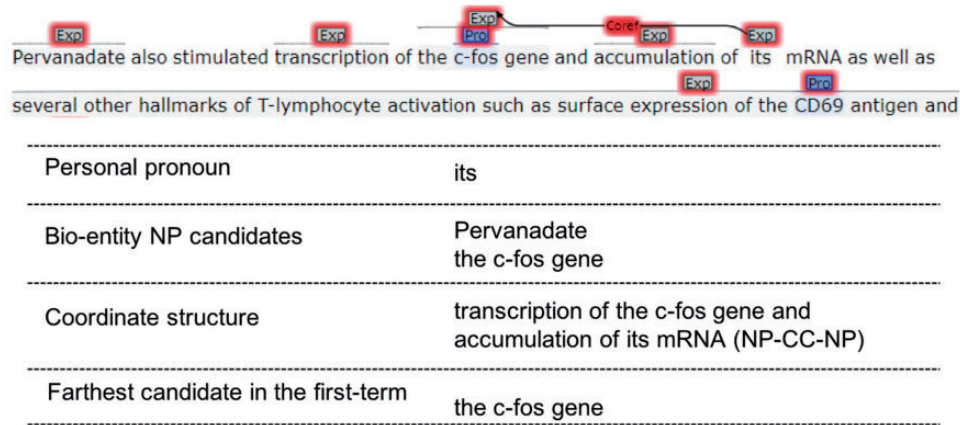 Exp
Exp Exp Coref Exp Exp
Pro
Pervanadate also stimulated transcription of the c-fos gene and accumulation of its mRNA as well as
Exp Pro
several other hallmarks of T-lymphocyte activation such as surface expression of the CD69 antigen and
Personal pronoun its
Bio-entity NP candidates Pervanadate
the c-fos gene
Coordinate structure transcription of the c-fos gene and
accumulation of its mRNA (NP-CC-NP)
Farthest candidate in the first-term the c-fos gene